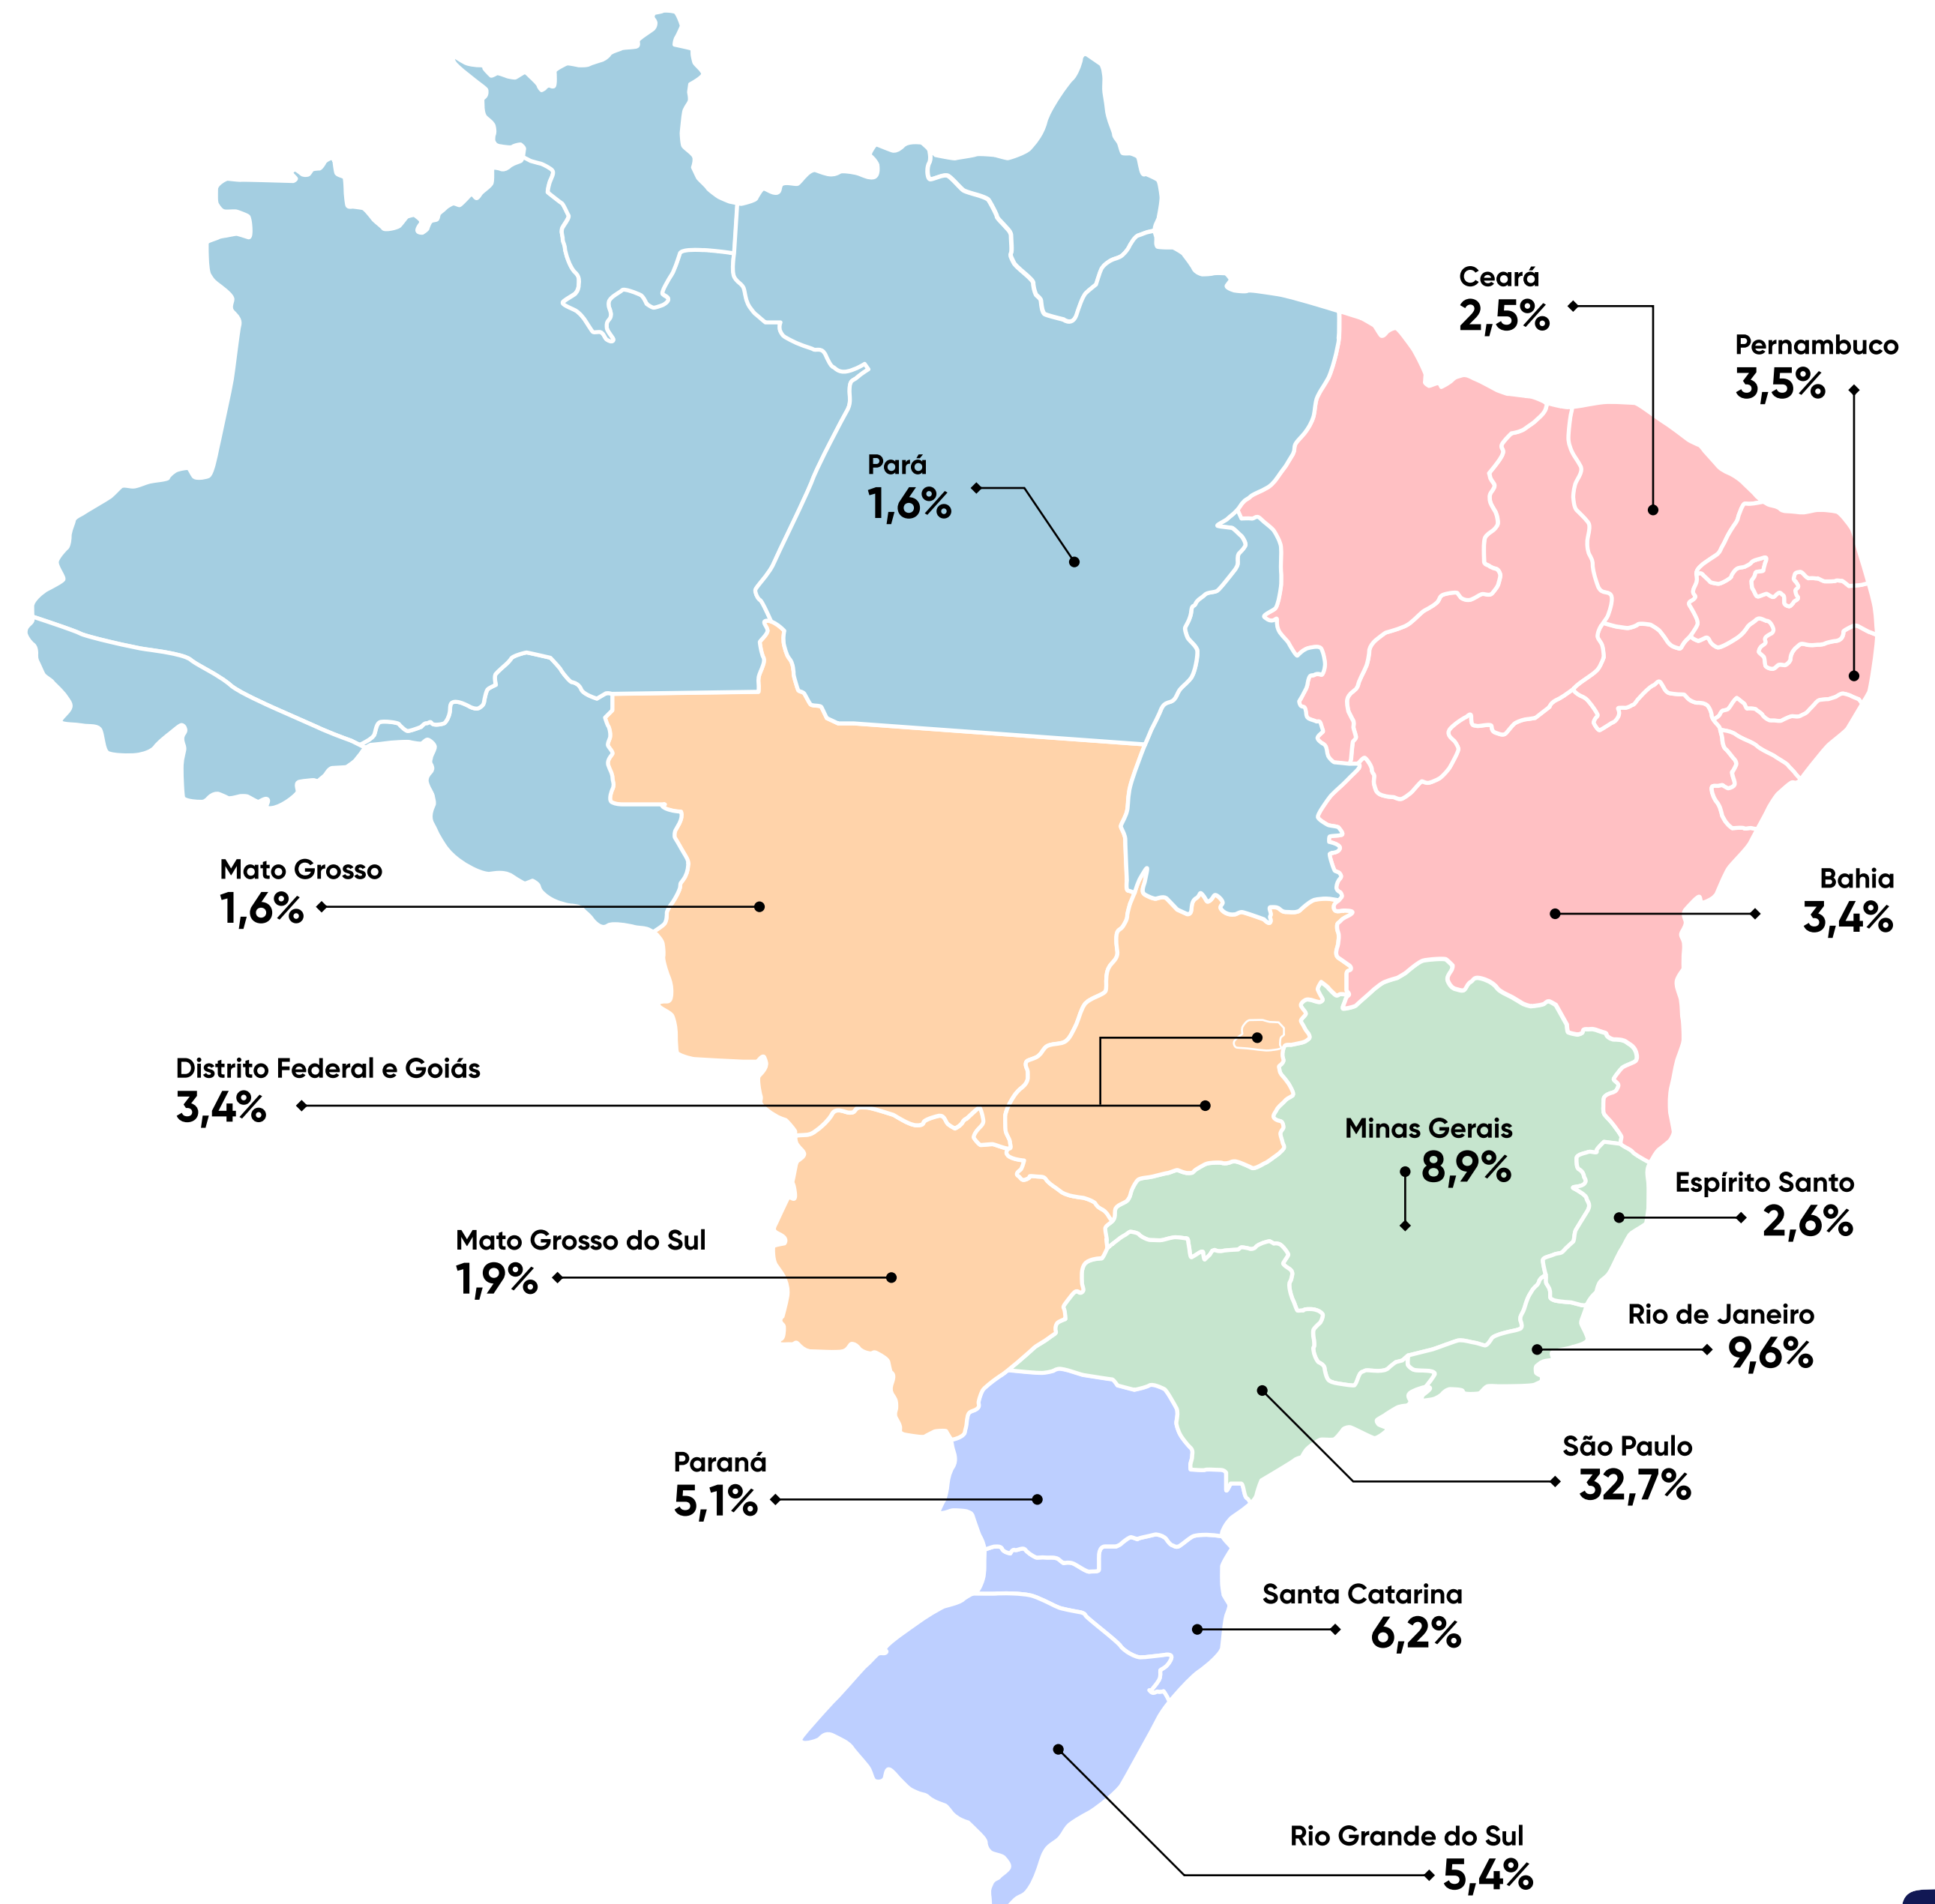 Ceará
2,5%
Pernambuco
3,5%
Pará
1,6%
Mato Grosso
1,6%
Bahia
3,4%
Distrito Federal e Goiás
3,4%
Minas Gerais
8,9%
Espírito Santo
2,6%
Mato Grosso do Sul
1,9%
Rio de Janeiro
9,6%
São Paulo
32,7%
Paraná
5,1%
Santa Catarina
6,2%
Rio Grande do Sul
5,4%